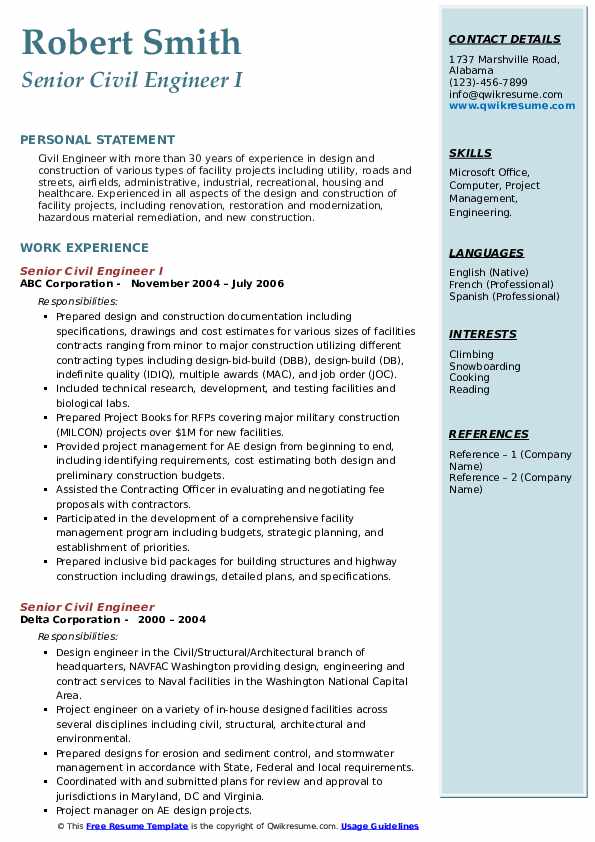 Robert Smith
Senior Civil Engineer I
PERSONAL STATEMENT
Civil Engineer with more than 30 years of experience in design and
construction of various types of facility projects including utility, roads and
streets, airfields, administrative, industrial, recreational, housing and
healthcare. Experienced in all aspects of the design and construction of
facility projects, including renovation, restoration and modernization,
hazardous material remediation, and new construction.
WORK EXPERIENCE
Senior Civil Engineer I
ABC Corporation - November 2004 – July 2006
Responsibilities:
▪ Prepared design and construction documentation including
specifications, drawings and cost estimates for various sizes of facilities
contracts ranging from minor to major construction utilizing different
contracting types including design-bid-build (DBB), design-build (DB),
indefinite quality (IDIQ), multiple awards (MAC), and job order (JOC).
▪ Included technical research, development, and testing facilities and
biological labs.
▪ Prepared Project Books for RFPs covering major military construction
(MILCON) projects over $1M for new facilities.
▪ Provided project management for AE design from beginning to end,
including identifying requirements, cost estimating both design and
preliminary construction budgets.
▪ Assisted the Contracting Officer in evaluating and negotiating fee
proposals with contractors.
▪ Participated in the development of a comprehensive facility
management program including budgets, strategic planning, and
establishment of priorities.
▪ Prepared inclusive bid packages for building structures and highway
construction including drawings, detailed plans, and specifications.
Senior Civil Engineer
Delta Corporation - 2000 – 2004
Responsibilities:
▪ Design engineer in the Civil/Structural/Architectural branch of
headquarters, NAVFAC Washington providing design, engineering and
contract services to Naval facilities in the Washington National Capital
Area.
▪ Project engineer on a variety of in-house designed facilities across
several disciplines including civil, structural, architectural and
environmental.
▪ Prepared designs for erosion and sediment control, and stormwater
management in accordance with State, Federal and local requirements.
▪ Coordinated with and submitted plans for review and approval to
jurisdictions in Maryland, DC and Virginia.
▪ Project manager on AE design projects.
CONTACT DETAILS
1737 Marshville Road,
Alabama
(123)-456-7899
info@qwikresume.com
www.qwikresume.com
SKILLS
Microsoft Office,
Computer, Project
Management,
Engineering.
LANGUAGES
English (Native)
French (Professional)
Spanish (Professional)
INTERESTS
Climbing
Snowboarding
Cooking
Reading
REFERENCES
Reference – 1 (Company
Name)
Reference – 2 (Company
Name)
© This Free Resume Template is the copyright of Qwikresume.com. Usage Guidelines